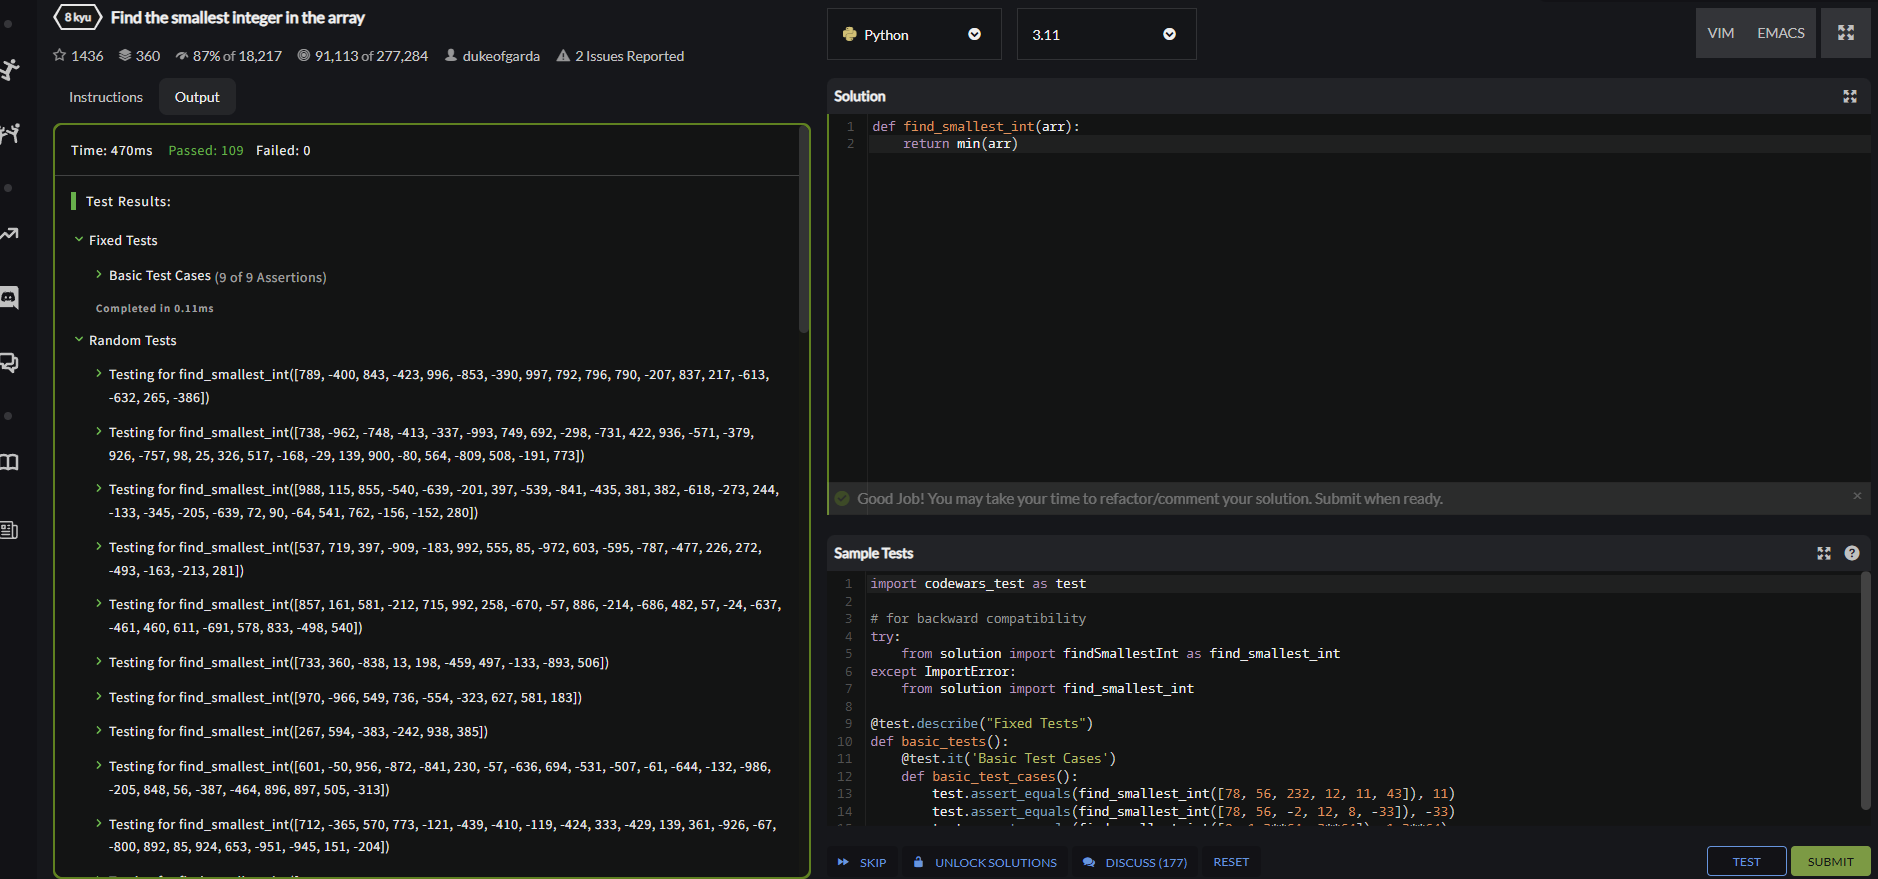 8 kyu Find the smallest integer in the array
1436 360 87% of 18,217 91,113 of 277,284 dukeofgarda 2 Issues Reported
Instructions Output
Time: 470ms Passed: 109 Failed: 0
Test Results:
Fixed Tests
Basic Test Cases (9 of 9 Assertions)
Completed in 0.11ms
Random Tests
Testing for find_smallest_int([789, -400, 843, -423, 996, -853, -390, 997, 792, 796, 790, -207, 837, 217, -613,
-632, 265, -386])
Testing for find_smallest_int([738, -962, -748, -413, -337, -993, 749, 692, -298, -731, 422, 936, -571, -379,
926, -757, 98, 25, 326, 517, -168, -29, 139, 900, -80, 564, -809, 508, -191, 773])
Testing for find_smallest_int([988, 115, 855, -540, -639, -201, 397, -539, -841, -435, 381, 382, -618, -273, 244,
-133, -345, -205, -639, 72, 90, -64, 541, 762, -156, -152, 280])
Testing for find_smallest_int([537, 719, 397, -909, -183, 992, 555, 85, -972, 603, -595, -787, -477, 226, 272,
-493, -163, -213, 281])
Testing for find_smallest_int([857, 161, 581, -212, 715, 992, 258, -670, -57, 886, -214, -686, 482, 57, -24, -637,
-461, 460, 611, -691, 578, 833, -498, 540])
Testing for find_smallest_int([733, 360, -838, 13, 198, -459, 497, -133, -893, 506])
Testing for find_smallest_int([970, -966, 549, 736, -554, -323, 627, 581, 183])
Testing for find_smallest_int([267, 594, -383, -242, 938, 385])
Testing for find_smallest_int([601, -50, 956, -872, -841, 230, -57, -636, 694, -531, -507, -61, -644, -132, -986,
-205, 848, 56, -387, -464, 896, 897, 505, -313])
Testing for find_smallest_int([712, -365, 570, 773, -121, -439, -410, -119, -424, 333, -429, 139, 361, -926, -67,
-800, 892, 85, 924, 653, -951, -945, 151, -204])
Python 3.11 VIM EMACS
Solution
1 def find_smallest_int(arr):
2 return min(arr)
Good Job! You may take your time to refactor/comment your solution. Submit when ready.
Sample Tests
1 import codewars_test as test
2
3 # for backward compatibility
4 try:
5 from solution import findSmallestInt as find_smallest_int
6 except ImportError:
7 from solution import find_smallest_int
8
9 @test.describe("Fixed Tests")
10 def basic_tests():
11 @test.it('Basic Test Cases')
12 def basic_test_cases():
13 test.assert_equals(find_smallest_int([78, 56, 232, 12, 11, 43]), 11)
14 test.assert_equals(find_smallest_int([78, 56, -2, 12, 8, -33]), -33)
SKIP UNLOCK SOLUTIONS DISCUSS (177) RESET TEST SUBMIT